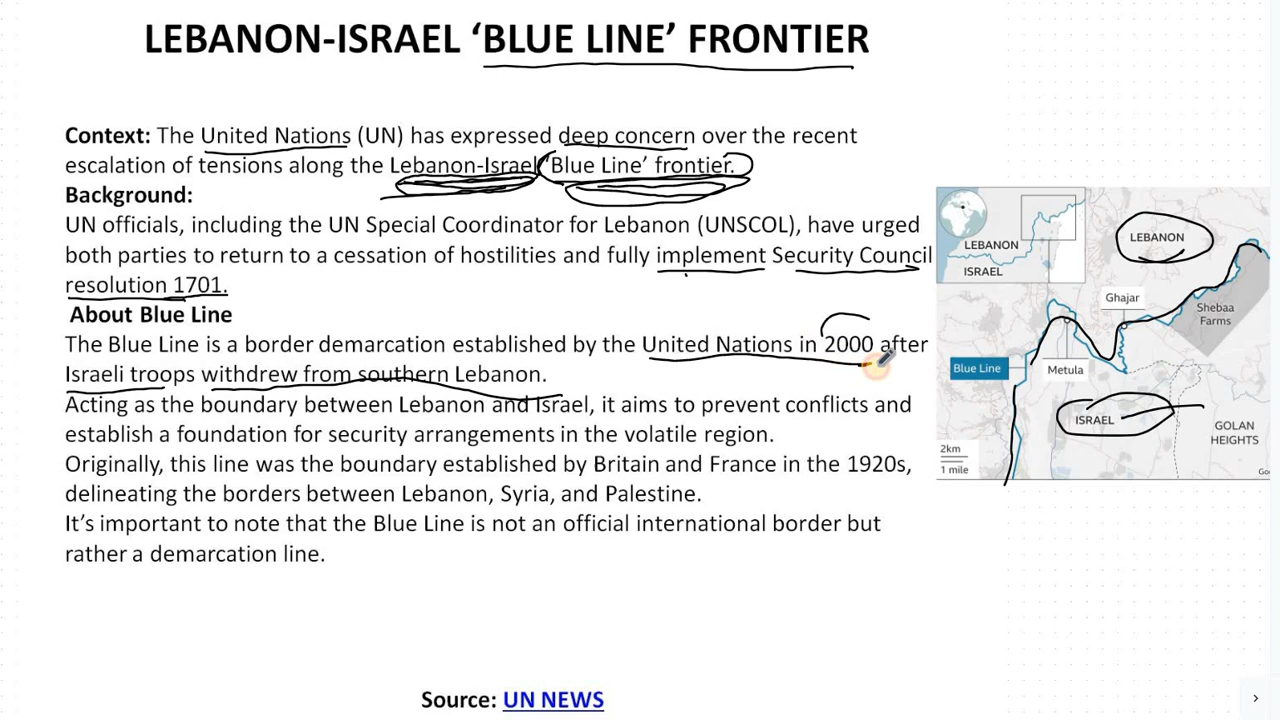 LEBANON-ISRAEL ‘BLUE LINE’ FRONTIER
Context: The United Nations (UN) has expressed deep concern over the recent
escalation of tensions along the Lebanon-Israel ‘Blue Line’ frontier.
Background:
UN officials, including the UN Special Coordinator for Lebanon (UNSCOL), have urged
both parties to return to a cessation of hostilities and fully implement Security Council
resolution 1701.
About Blue Line
The Blue Line is a border demarcation established by the United Nations in 2000 after
Israeli troops withdrew from southern Lebanon.
Acting as the boundary between Lebanon and Israel, it aims to prevent conflicts and
establish a foundation for security arrangements in the volatile region.
Originally, this line was the boundary established by Britain and France in the 1920s,
delineating the borders between Lebanon, Syria, and Palestine.
It’s important to note that the Blue Line is not an official international border but
rather a demarcation line.
LEBANON
ISRAEL
LEBANON
Ghajar
Shebaa
Farms
Blue Line
Metula
ISRAEL
GOLAN
HEIGHTS
2km
1 mile
Source: UN NEWS